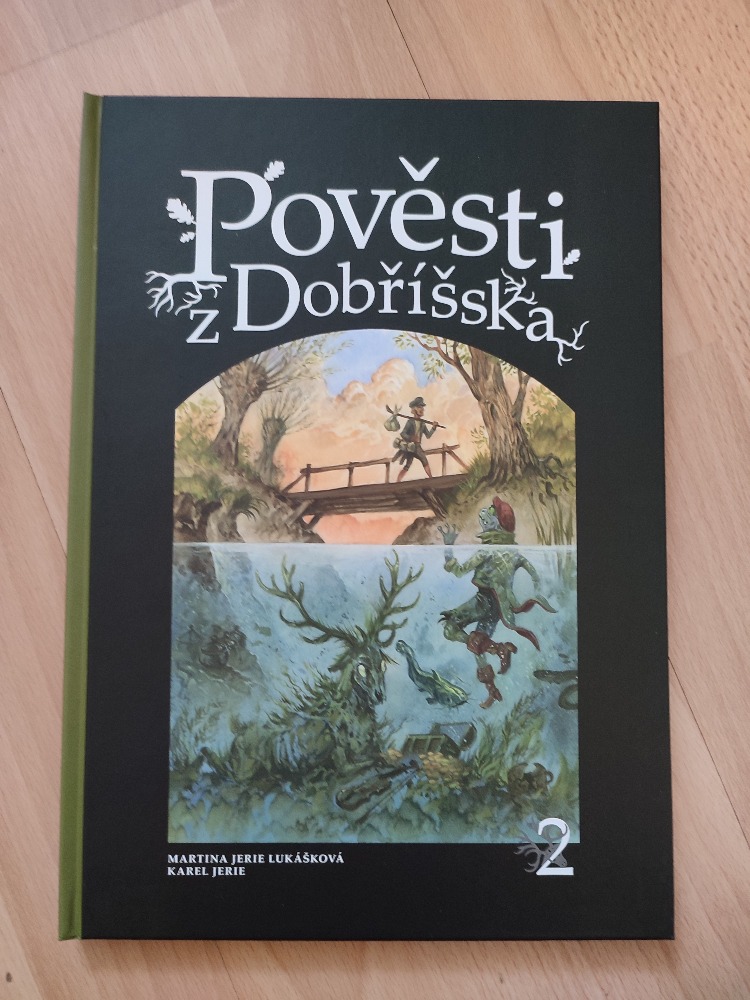 Pověsti
z Dobříšska
2
MARTINA JERIE LUKÁŠKOVÁ
KAREL JERIE